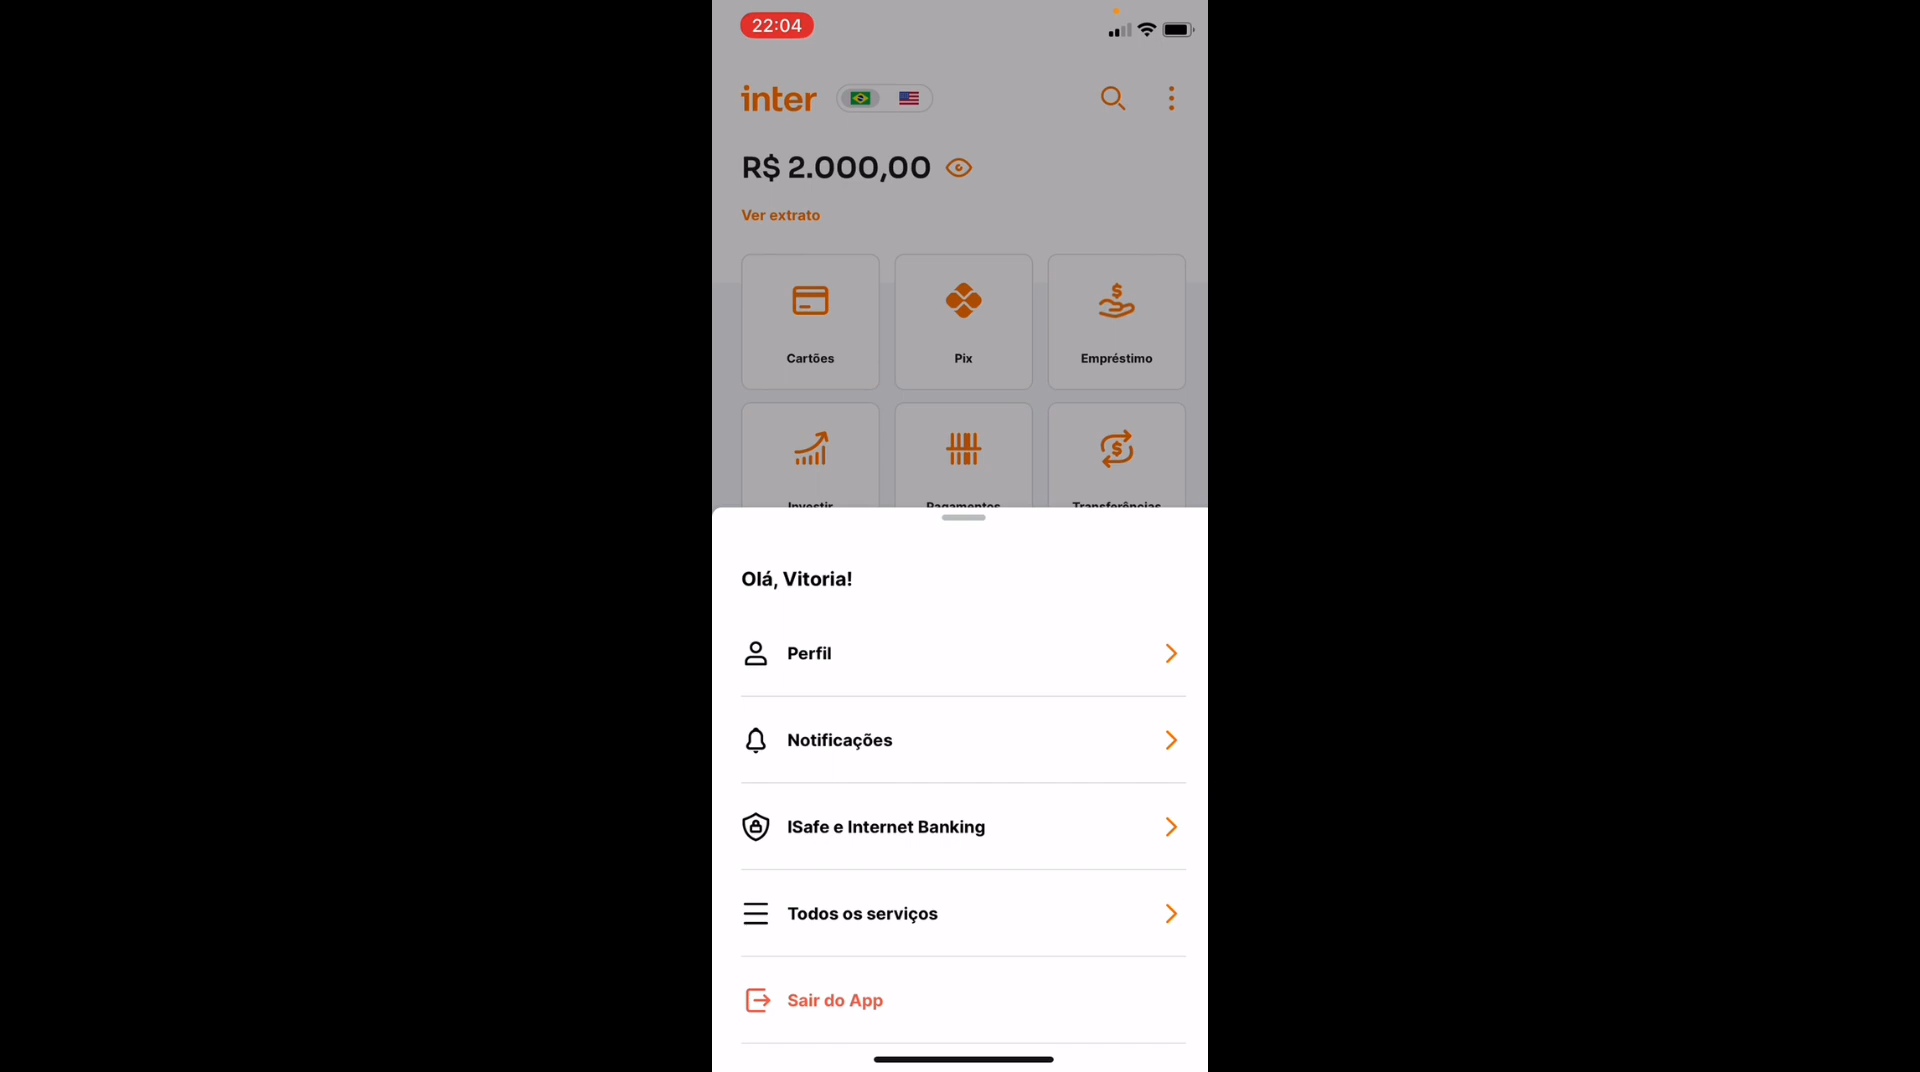 22:04
inter
R$ 2.000,00
Ver extrato
Cartões
Pix
Empréstimo
Investir
Pagamentos
Transferências
Olá, Vitoria!
Perfil
Notificações
ISafe e Internet Banking
Todos os serviços
Sair do App